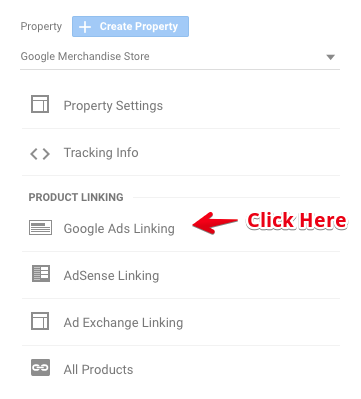 Property
Create Property
Google Merchandise Store
Property Settings
Tracking Info
PRODUCT LINKING
Google Ads Linking
Click Here
AdSense Linking
Ad Exchange Linking
All Products